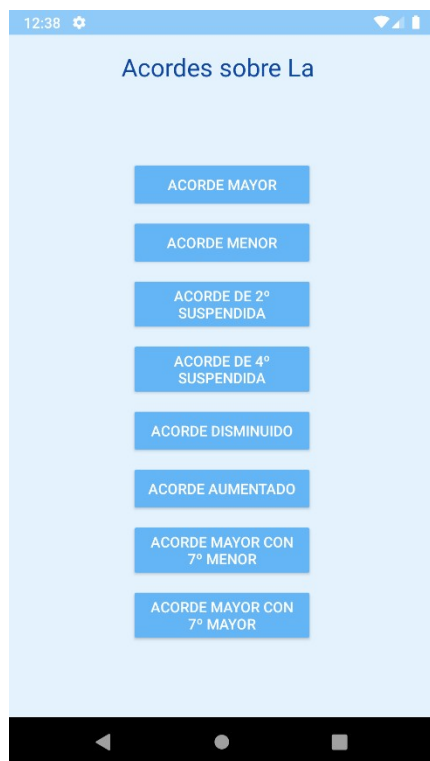 12:38
Acordes sobre La
ACORDE MAYOR
ACORDE MENOR
ACORDE DE 2º
SUSPENDIDA
ACORDE DE 4º
SUSPENDIDA
ACORDE DISMINUIDO
ACORDE AUMENTADO
ACORDE MAYOR CON
7º MENOR
ACORDE MAYOR CON
7º MAYOR